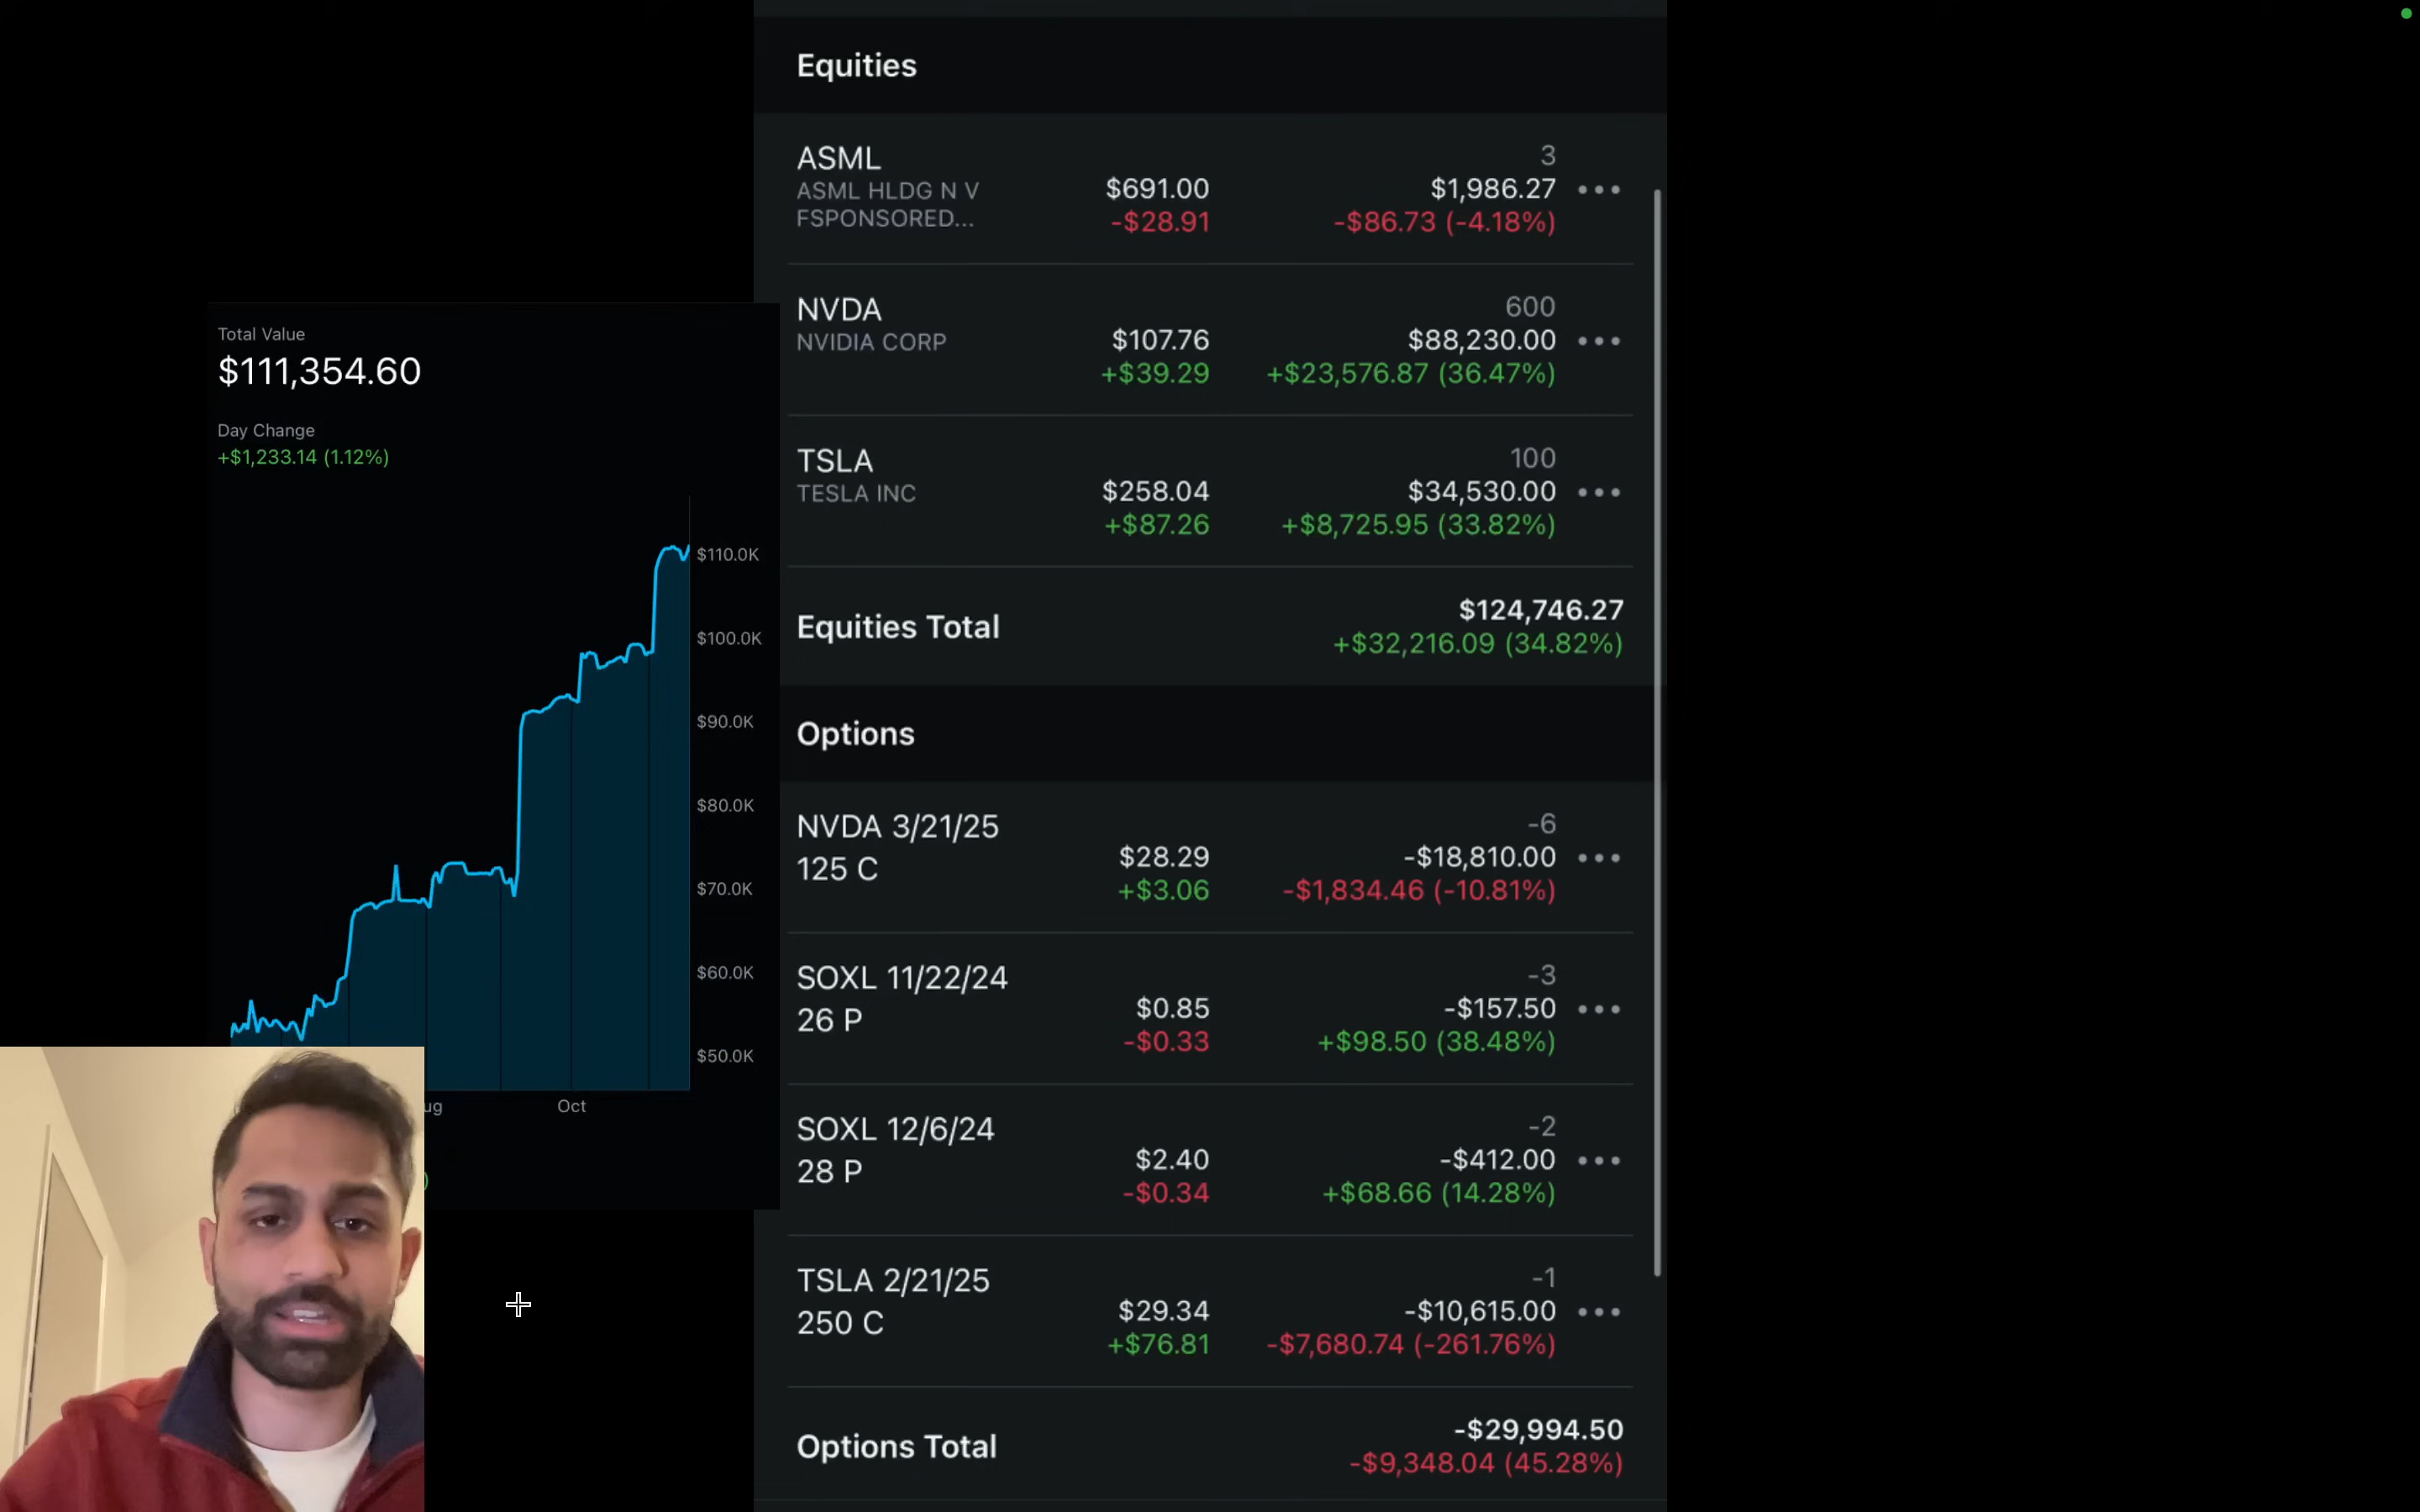 Total Value
$111,354.60
Day Change
+$1,233.14 (1.12%)
$110.0K
$100.0K
$90.0K
$80.0K
$70.0K
$60.0K
$50.0K
ug
Oct
)
Equities
ASML
ASML HLDG N V
FSPONSORED...
$691.00
-$28.91
3
$1,986.27
-$86.73 (-4.18%)
NVDA
NVIDIA CORP
$107.76
+$39.29
600
$88,230.00
+$23,576.87 (36.47%)
TSLA
TESLA INC
$258.04
+$87.26
100
$34,530.00
+$8,725.95 (33.82%)
Equities Total
$124,746.27
+$32,216.09 (34.82%)
Options
NVDA 3/21/25
125 C
$28.29
+$3.06
-6
-$18,810.00
-$1,834.46 (-10.81%)
SOXL 11/22/24
26 P
$0.85
-$0.33
-3
-$157.50
+$98.50 (38.48%)
SOXL 12/6/24
28 P
$2.40
-$0.34
-2
-$412.00
+$68.66 (14.28%)
TSLA 2/21/25
250 C
$29.34
+$76.81
-1
-$10,615.00
-$7,680.74 (-261.76%)
Options Total
-$29,994.50
-$9,348.04 (45.28%)